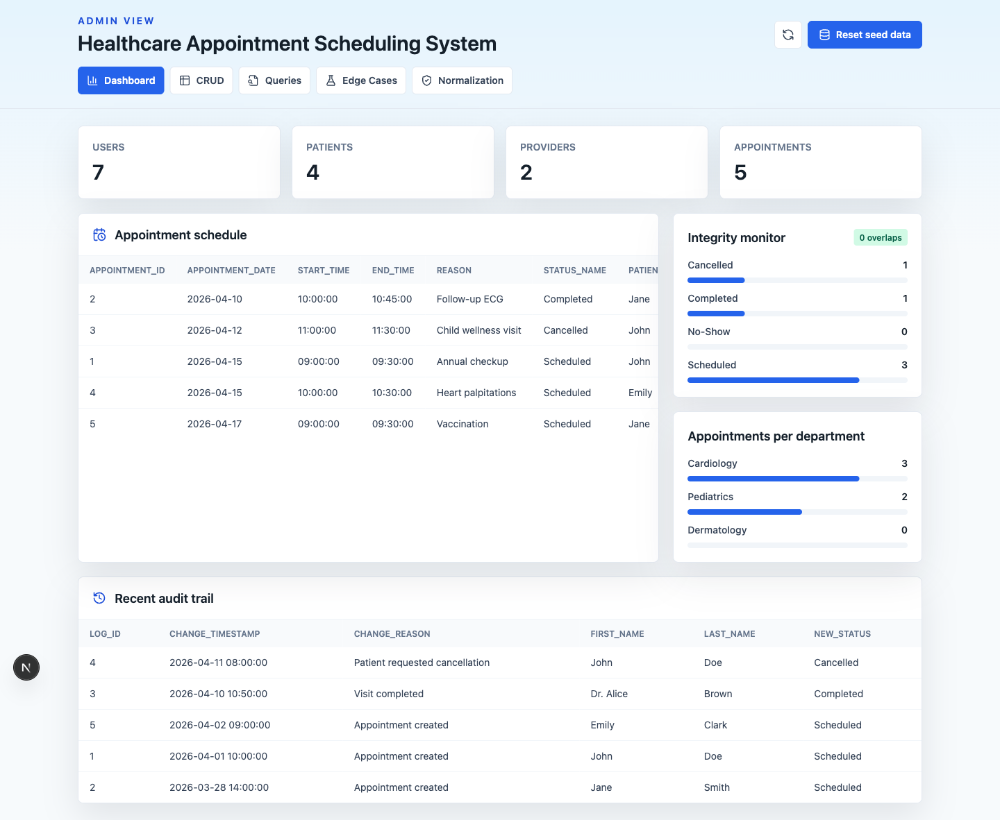 ADMIN VIEW
Healthcare Appointment Scheduling System
Reset seed data
Dashboard
CRUD
Queries
Edge Cases
Normalization
USERS
7
PATIENTS
4
PROVIDERS
2
APPOINTMENTS
5
Appointment schedule
APPOINTMENT_ID APPOINTMENT_DATE START_TIME END_TIME REASON STATUS_NAME PATIEN
2 2026-04-10 10:00:00 10:45:00 Follow-up ECG Completed Jane
3 2026-04-12 11:00:00 11:30:00 Child wellness visit Cancelled John
1 2026-04-15 09:00:00 09:30:00 Annual checkup Scheduled John
4 2026-04-15 10:00:00 10:30:00 Heart palpitations Scheduled Emily
5 2026-04-17 09:00:00 09:30:00 Vaccination Scheduled Jane
Integrity monitor 0 overlaps
Cancelled 1
Completed 1
No-Show 0
Scheduled 3
Appointments per department
Cardiology 3
Pediatrics 2
Dermatology 0
Recent audit trail
LOG_ID CHANGE_TIMESTAMP CHANGE_REASON FIRST_NAME LAST_NAME NEW_STATUS
4 2026-04-11 08:00:00 Patient requested cancellation John Doe Cancelled
3 2026-04-10 10:50:00 Visit completed Dr. Alice Brown Completed
5 2026-04-02 09:00:00 Appointment created Emily Clark Scheduled
1 2026-04-01 10:00:00 Appointment created John Doe Scheduled
2 2026-03-28 14:00:00 Appointment created Jane Smith Scheduled
N